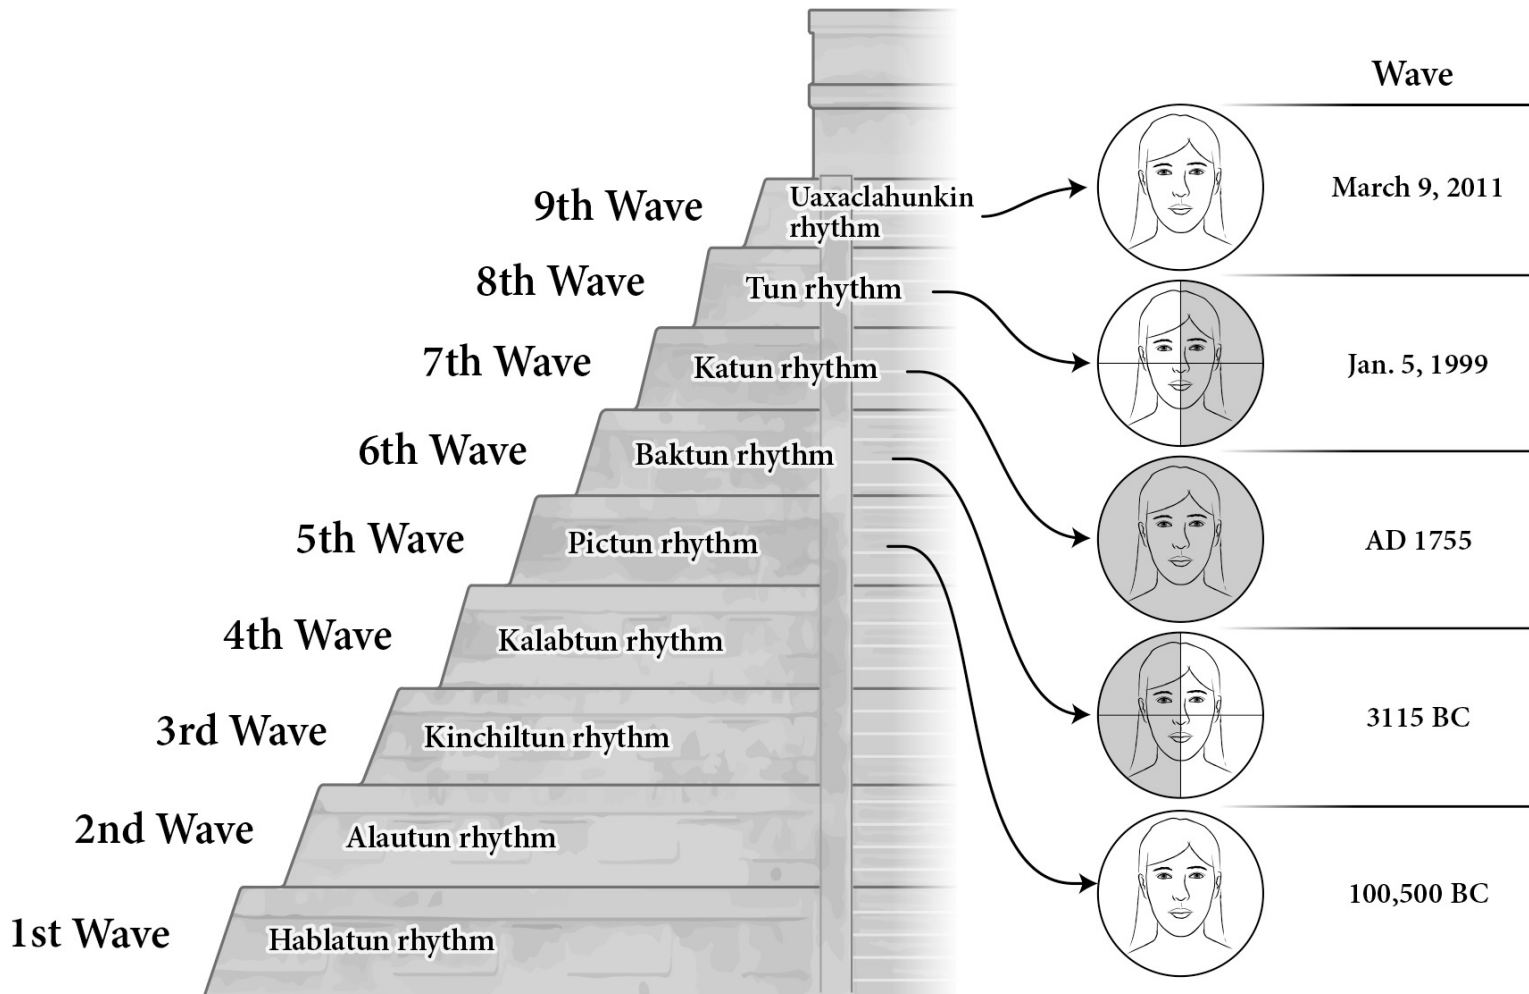 Wave
9th Wave
Uaxaclahunkin
rhythm
March 9, 2011
8th Wave
Tun rhythm
Jan. 5, 1999
7th Wave
Katun rhythm
AD 1755
6th Wave
Baktun rhythm
3115 BC
5th Wave
Pictun rhythm
100,500 BC
4th Wave
Kalabtun rhythm
3rd Wave
Kinchiltun rhythm
2nd Wave
Alautun rhythm
1st Wave
Hablatun rhythm